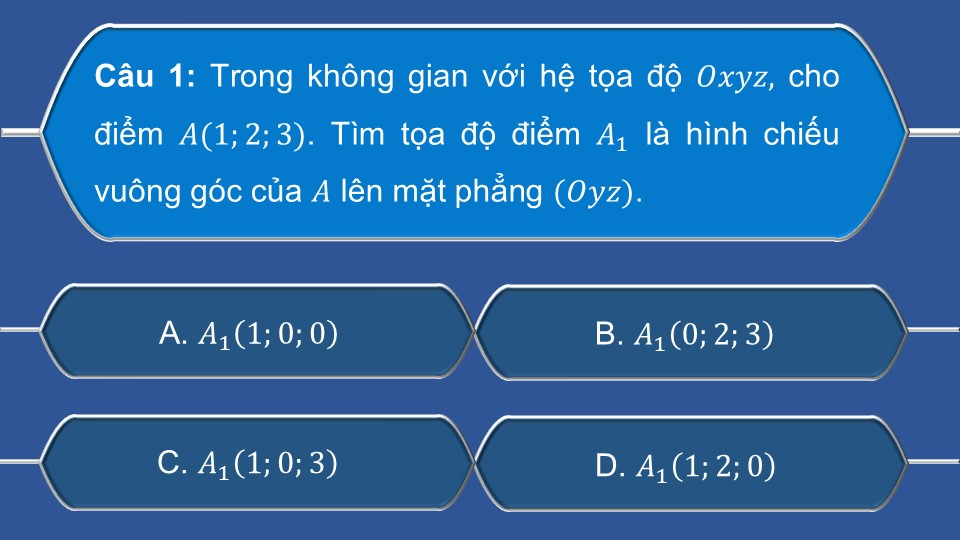 Câu 1: Trong không gian với hệ tọa độ 𝑂𝑥𝑦𝑧, cho
điểm 𝐴(1; 2; 3). Tìm tọa độ điểm 𝐴₁ là hình chiếu
vuông góc của 𝐴 lên mặt phẳng (𝑂𝑦𝑧).
A. 𝐴₁(1; 0; 0)
B. 𝐴₁(0; 2; 3)
C. 𝐴₁(1; 0; 3)
D. 𝐴₁(1; 2; 0)